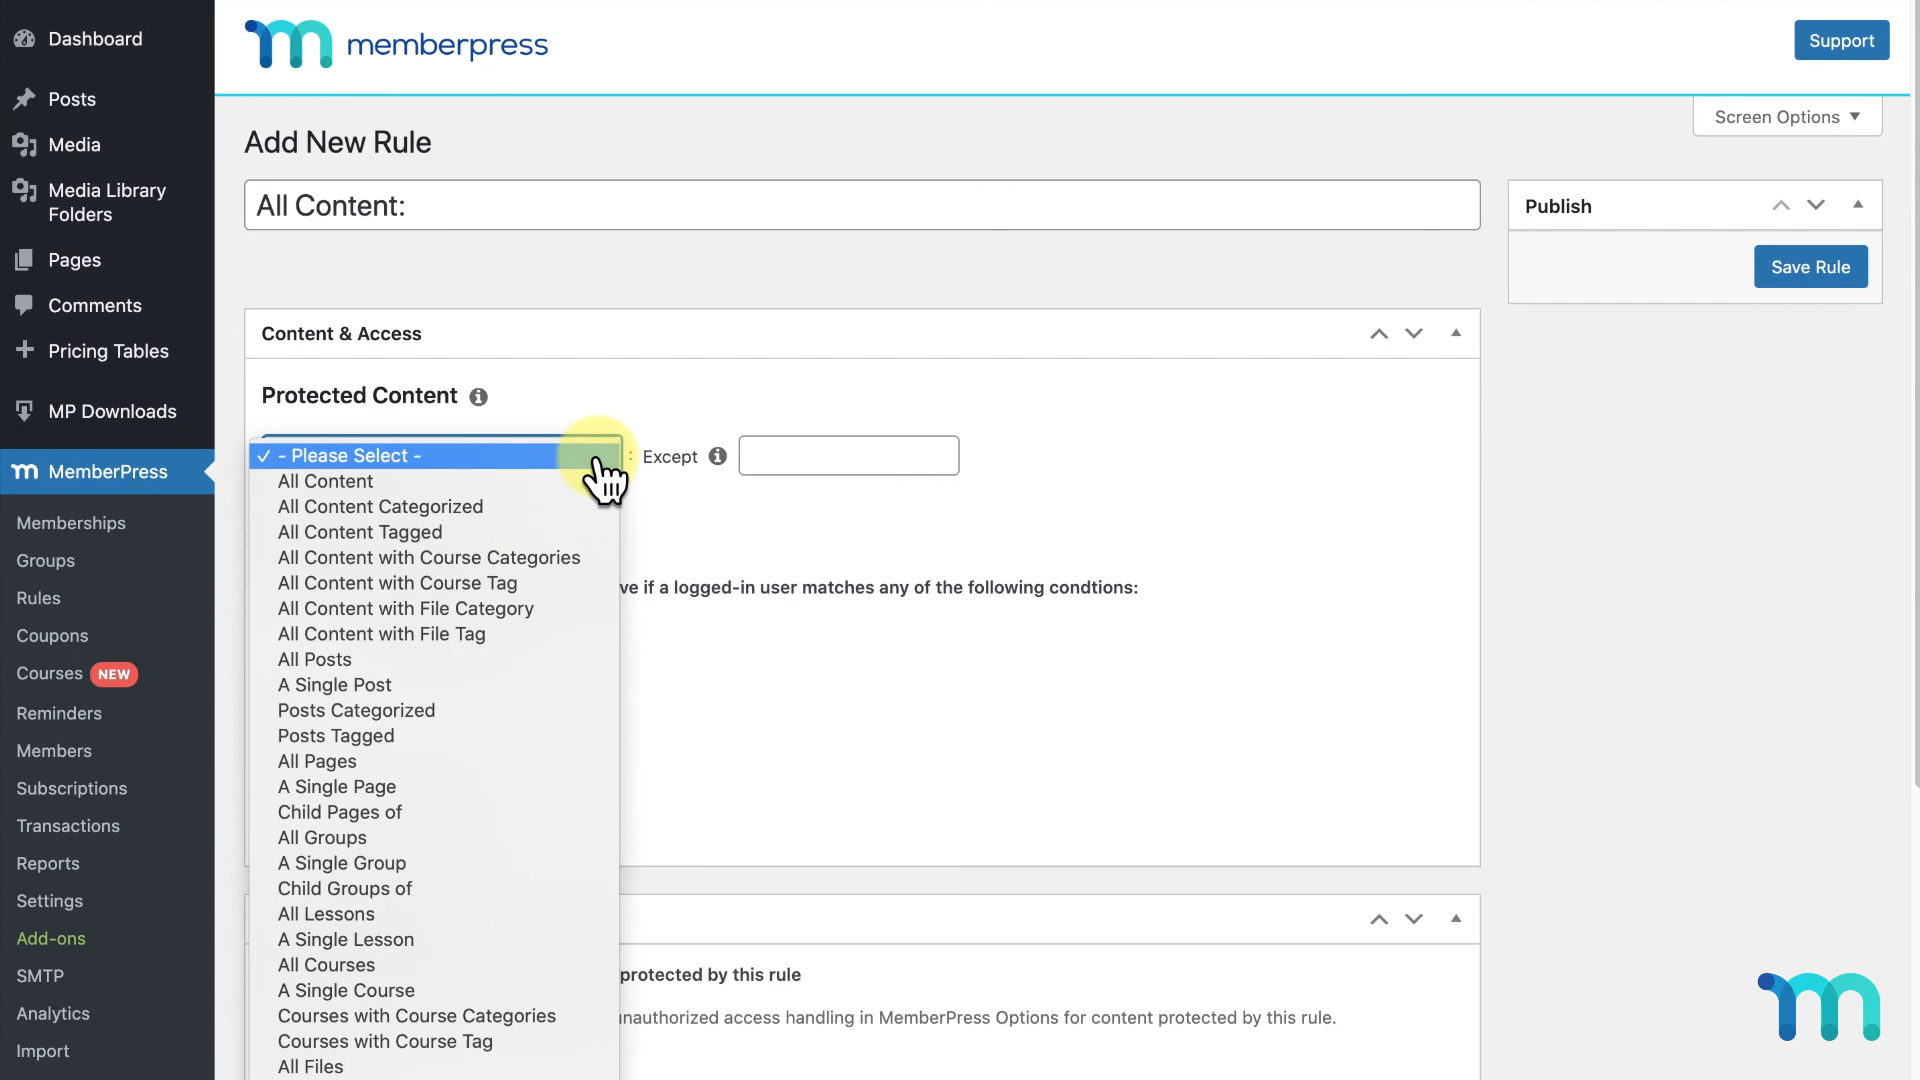 Dashboard
Posts
Media
Media Library
Folders
Pages
Comments
Pricing Tables
MP Downloads
MemberPress
Memberships
Groups
Rules
Coupons
Courses NEW
Reminders
Members
Subscriptions
Transactions
Reports
Settings
Add-ons
SMTP
Analytics
Import
memberpress
Support
Screen Options
Add New Rule
All Content:
Publish
Save Rule
Content & Access
Protected Content
: Except
✓ - Please Select -
All Content
All Content Categorized
All Content Tagged
All Content with Course Categories
All Content with Course Tag
All Content with File Category
All Content with File Tag
All Posts
A Single Post
Posts Categorized
Posts Tagged
All Pages
A Single Page
Child Pages of
All Groups
A Single Group
Child Groups of
All Lessons
A Single Lesson
All Courses
A Single Course
Courses with Course Categories
Courses with Course Tag
All Files
ve if a logged-in user matches any of the following condtions:
protected by this rule
unauthorized access handling in MemberPress Options for content protected by this rule.